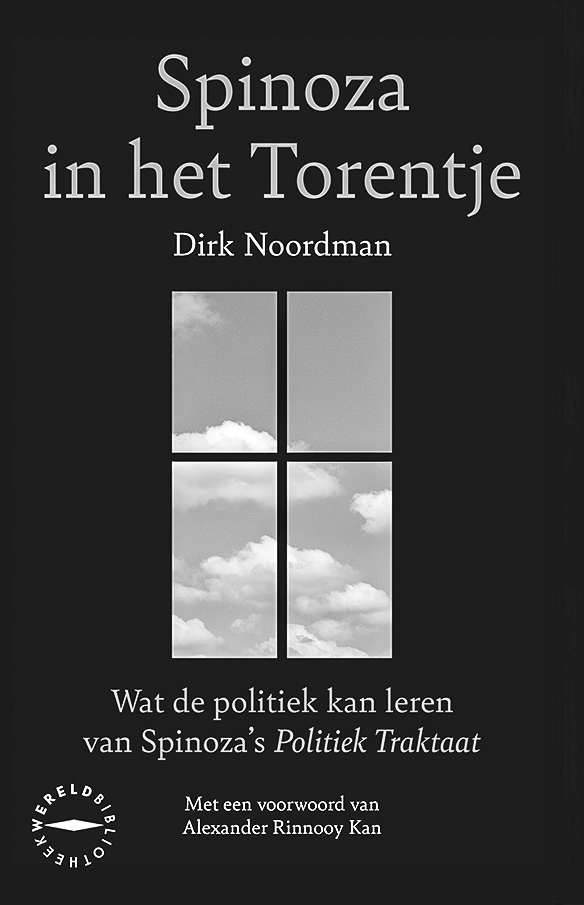 Spinoza
in het Torentje
Dirk Noordman
Wat de politiek kan leren
van Spinoza's Politiek Traktaat
Met een voorwoord van
Alexander Rinnooy Kan
WERELDBIBLIOTHEEK